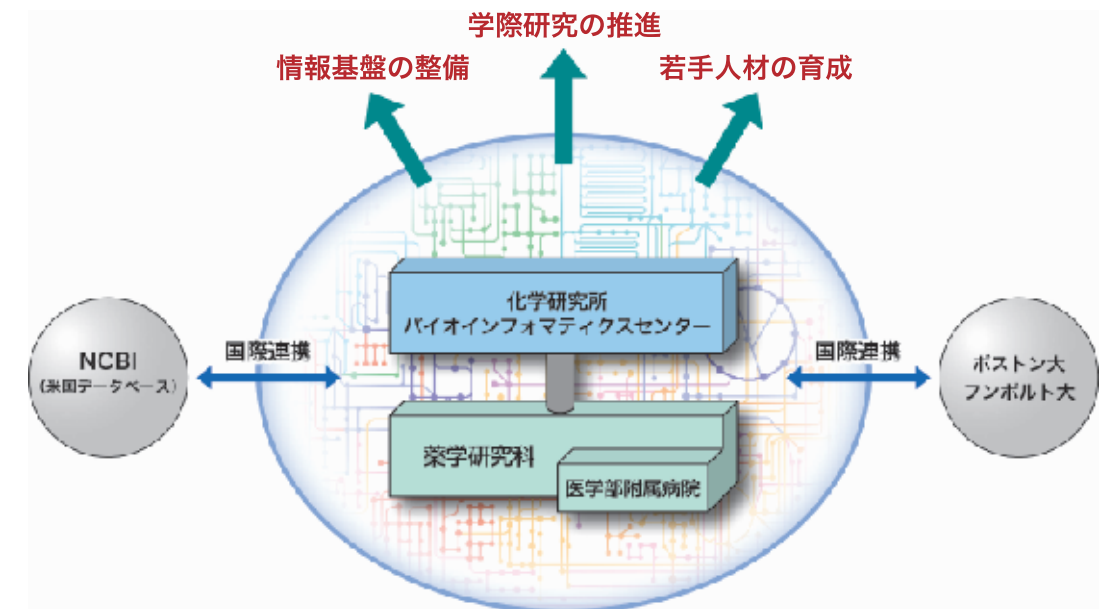 学際研究の推進
情報基盤の整備
若手人材の育成
化学研究所
バイオインフォマティクスセンター
NCBI
(米国データベース)
国際連携
国際連携
ボストン大
フンボルト大
薬学研究科
医学部附属病院